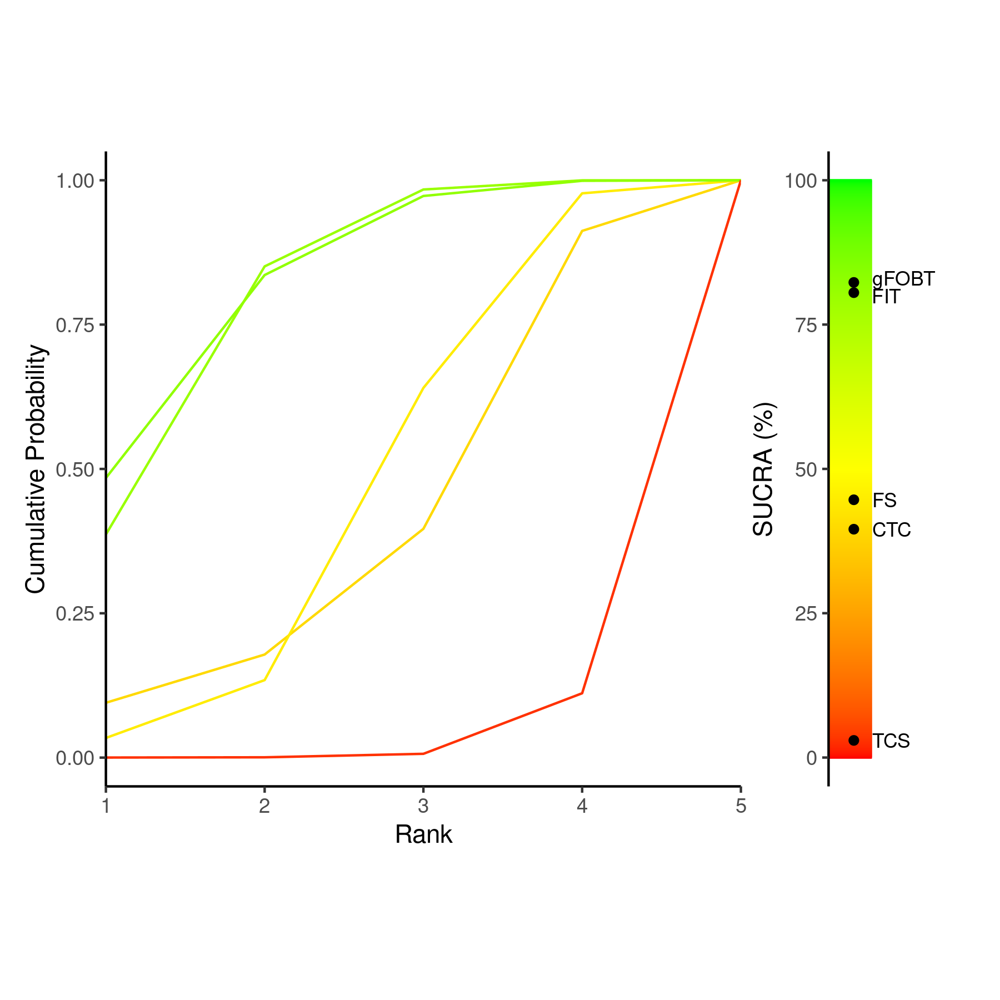 1.00
0.75
0.50
0.25
0.00
Cumulative Probability
1 2 3 4 5
Rank
100
75
50
25
0
SUCRA (%)
gFOBT
FIT
FS
CTC
TCS